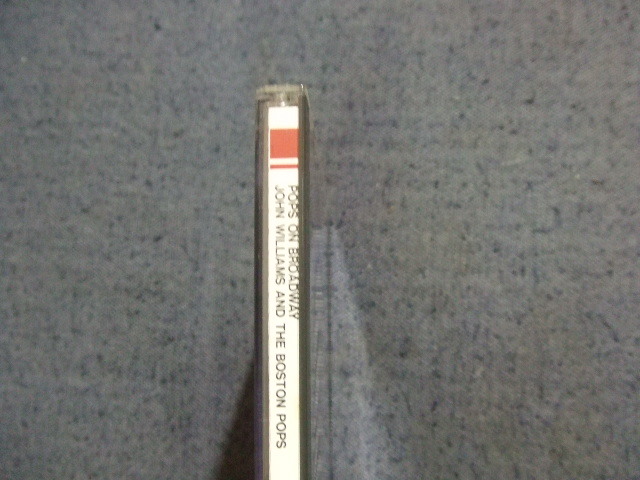 POPS ON BROADWAY
JOHN WILLIAMS AND THE BOSTON POPS